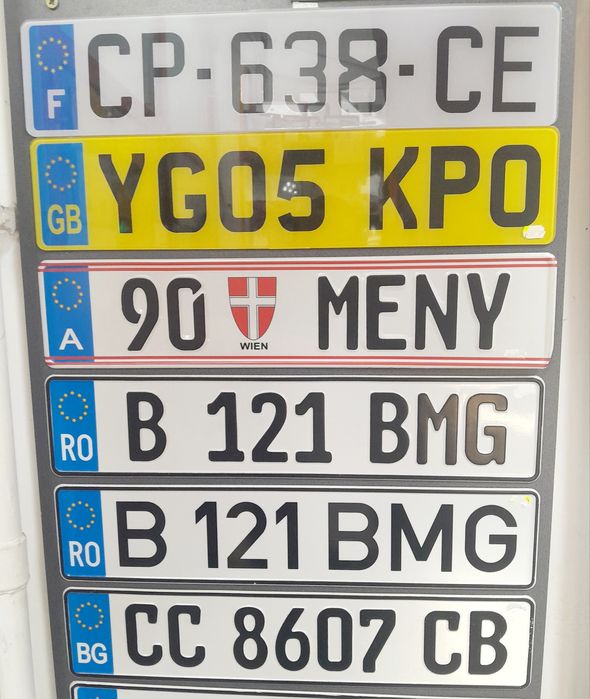 F CP-638-CE
GB YG05 KPO
A 90 WIEN MENY
RO B 121 BMG
RO B 121 BMG
BG CC 8607 CB